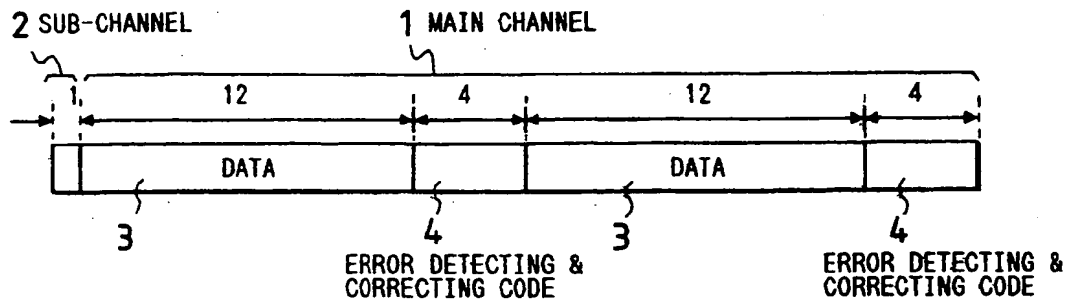 2 SUB-CHANNEL 1 MAIN CHANNEL
1 12 4 12 4
DATA DATA
3 4 3 4
ERROR DETECTING & ERROR DETECTING &
CORRECTING CODE CORRECTING CODE